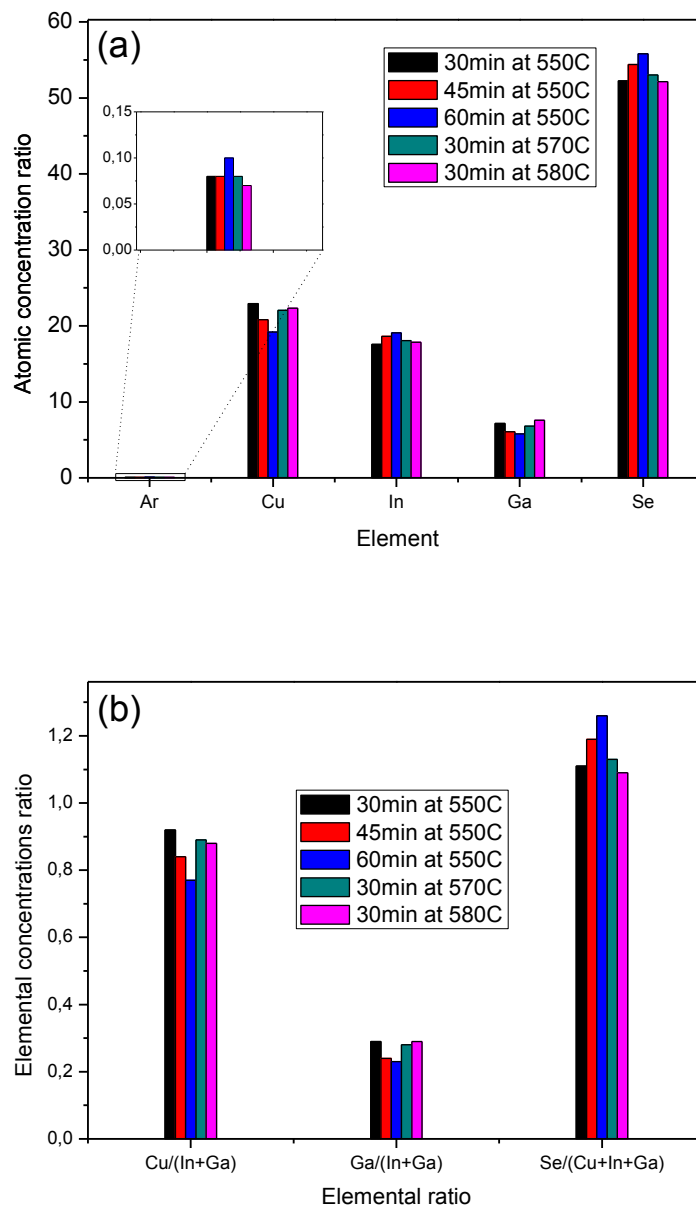 (a)
30min at 550C
45min at 550C
60min at 550C
30min at 570C
30min at 580C
60
50
40
30
20
10
0
Atomic concentration ratio
0,15
0,10
0,05
0,00
Ar Cu In Ga Se
Element
(b)
30min at 550C
45min at 550C
60min at 550C
30min at 570C
30min at 580C
1,2
1,0
0,8
0,6
0,4
0,2
0,0
Elemental concentrations ratio
Cu/(In+Ga) Ga/(In+Ga) Se/(Cu+In+Ga)
Elemental ratio